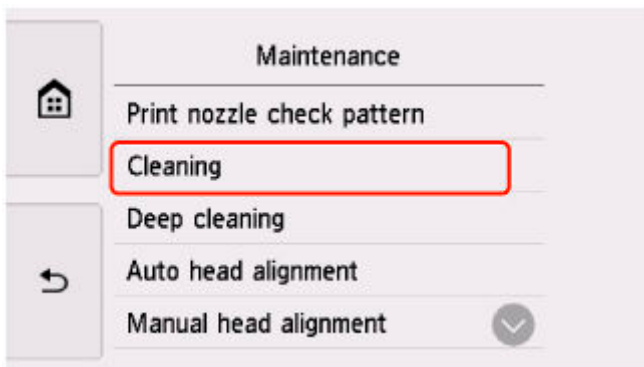 Maintenance
Print nozzle check pattern
Cleaning
Deep cleaning
Auto head alignment
Manual head alignment